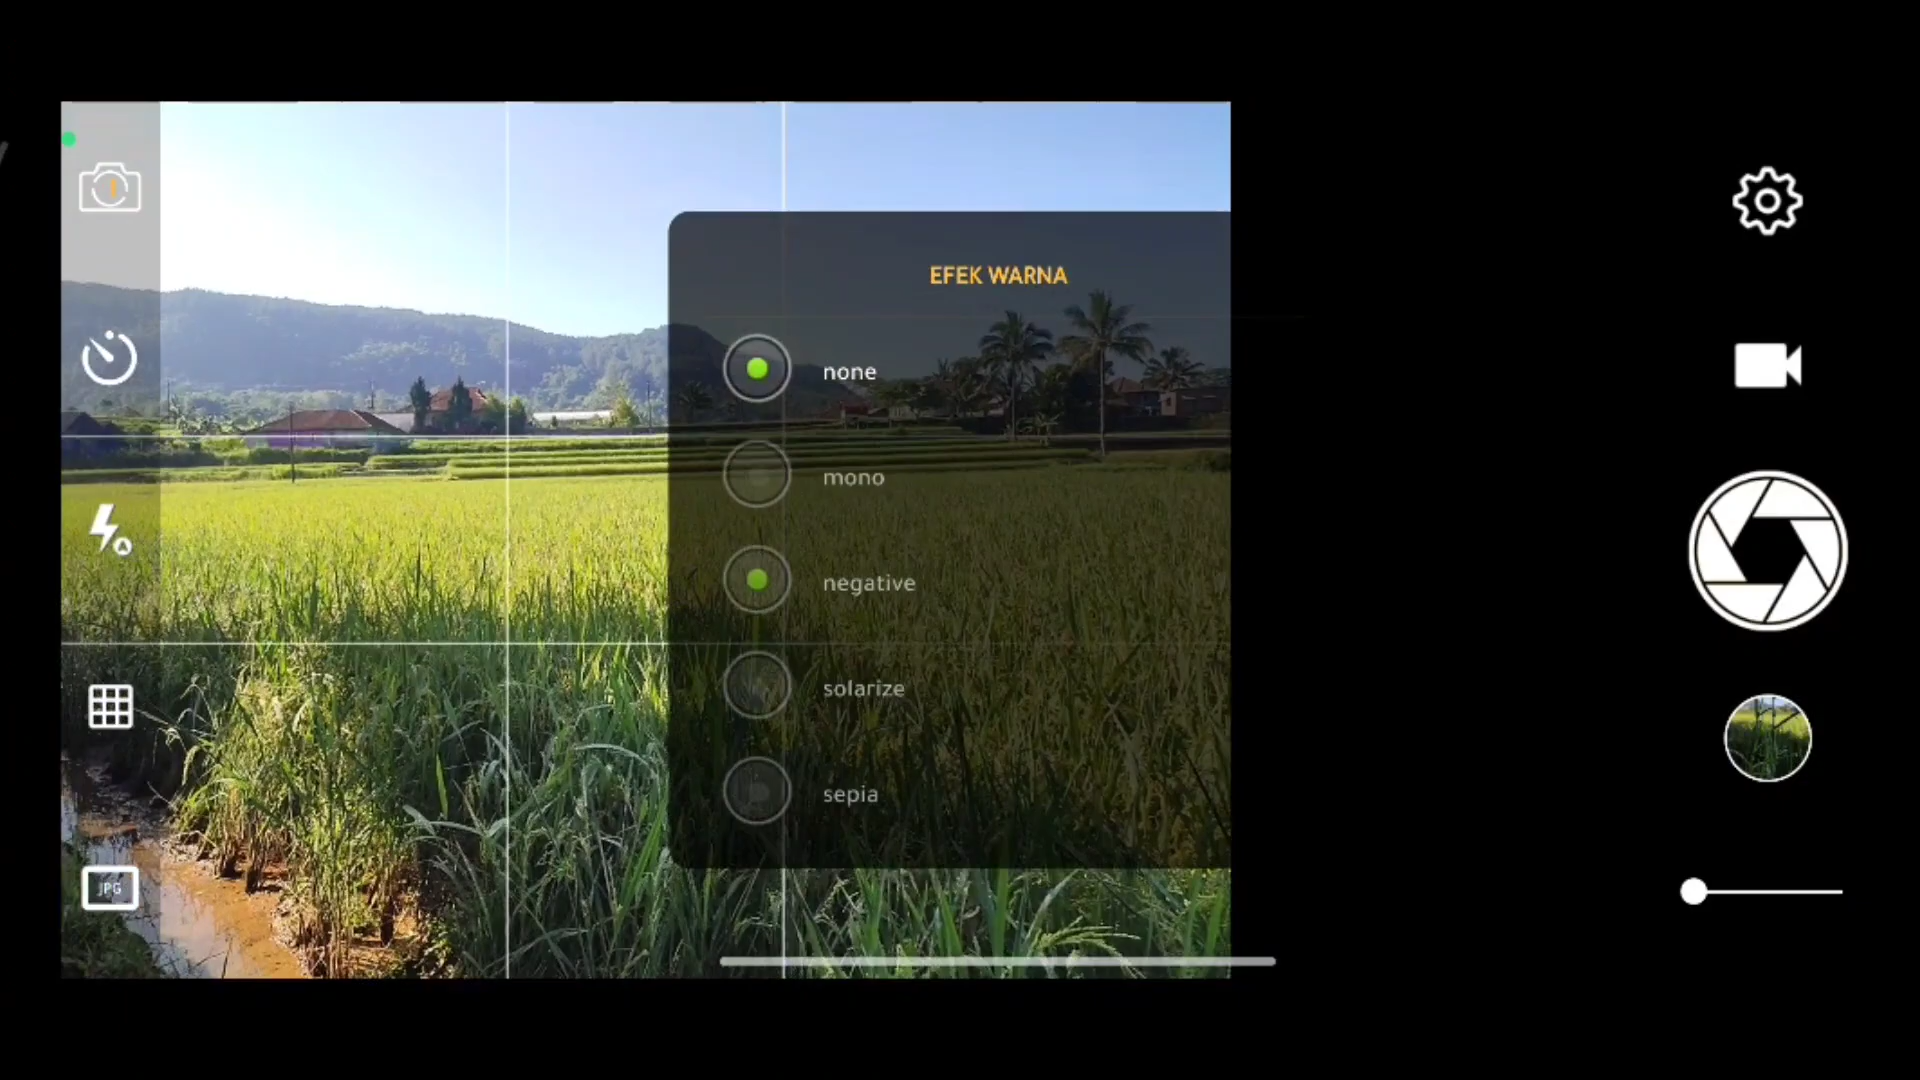 EFEK WARNA
none
mono
negative
solarize
sepia
JPG